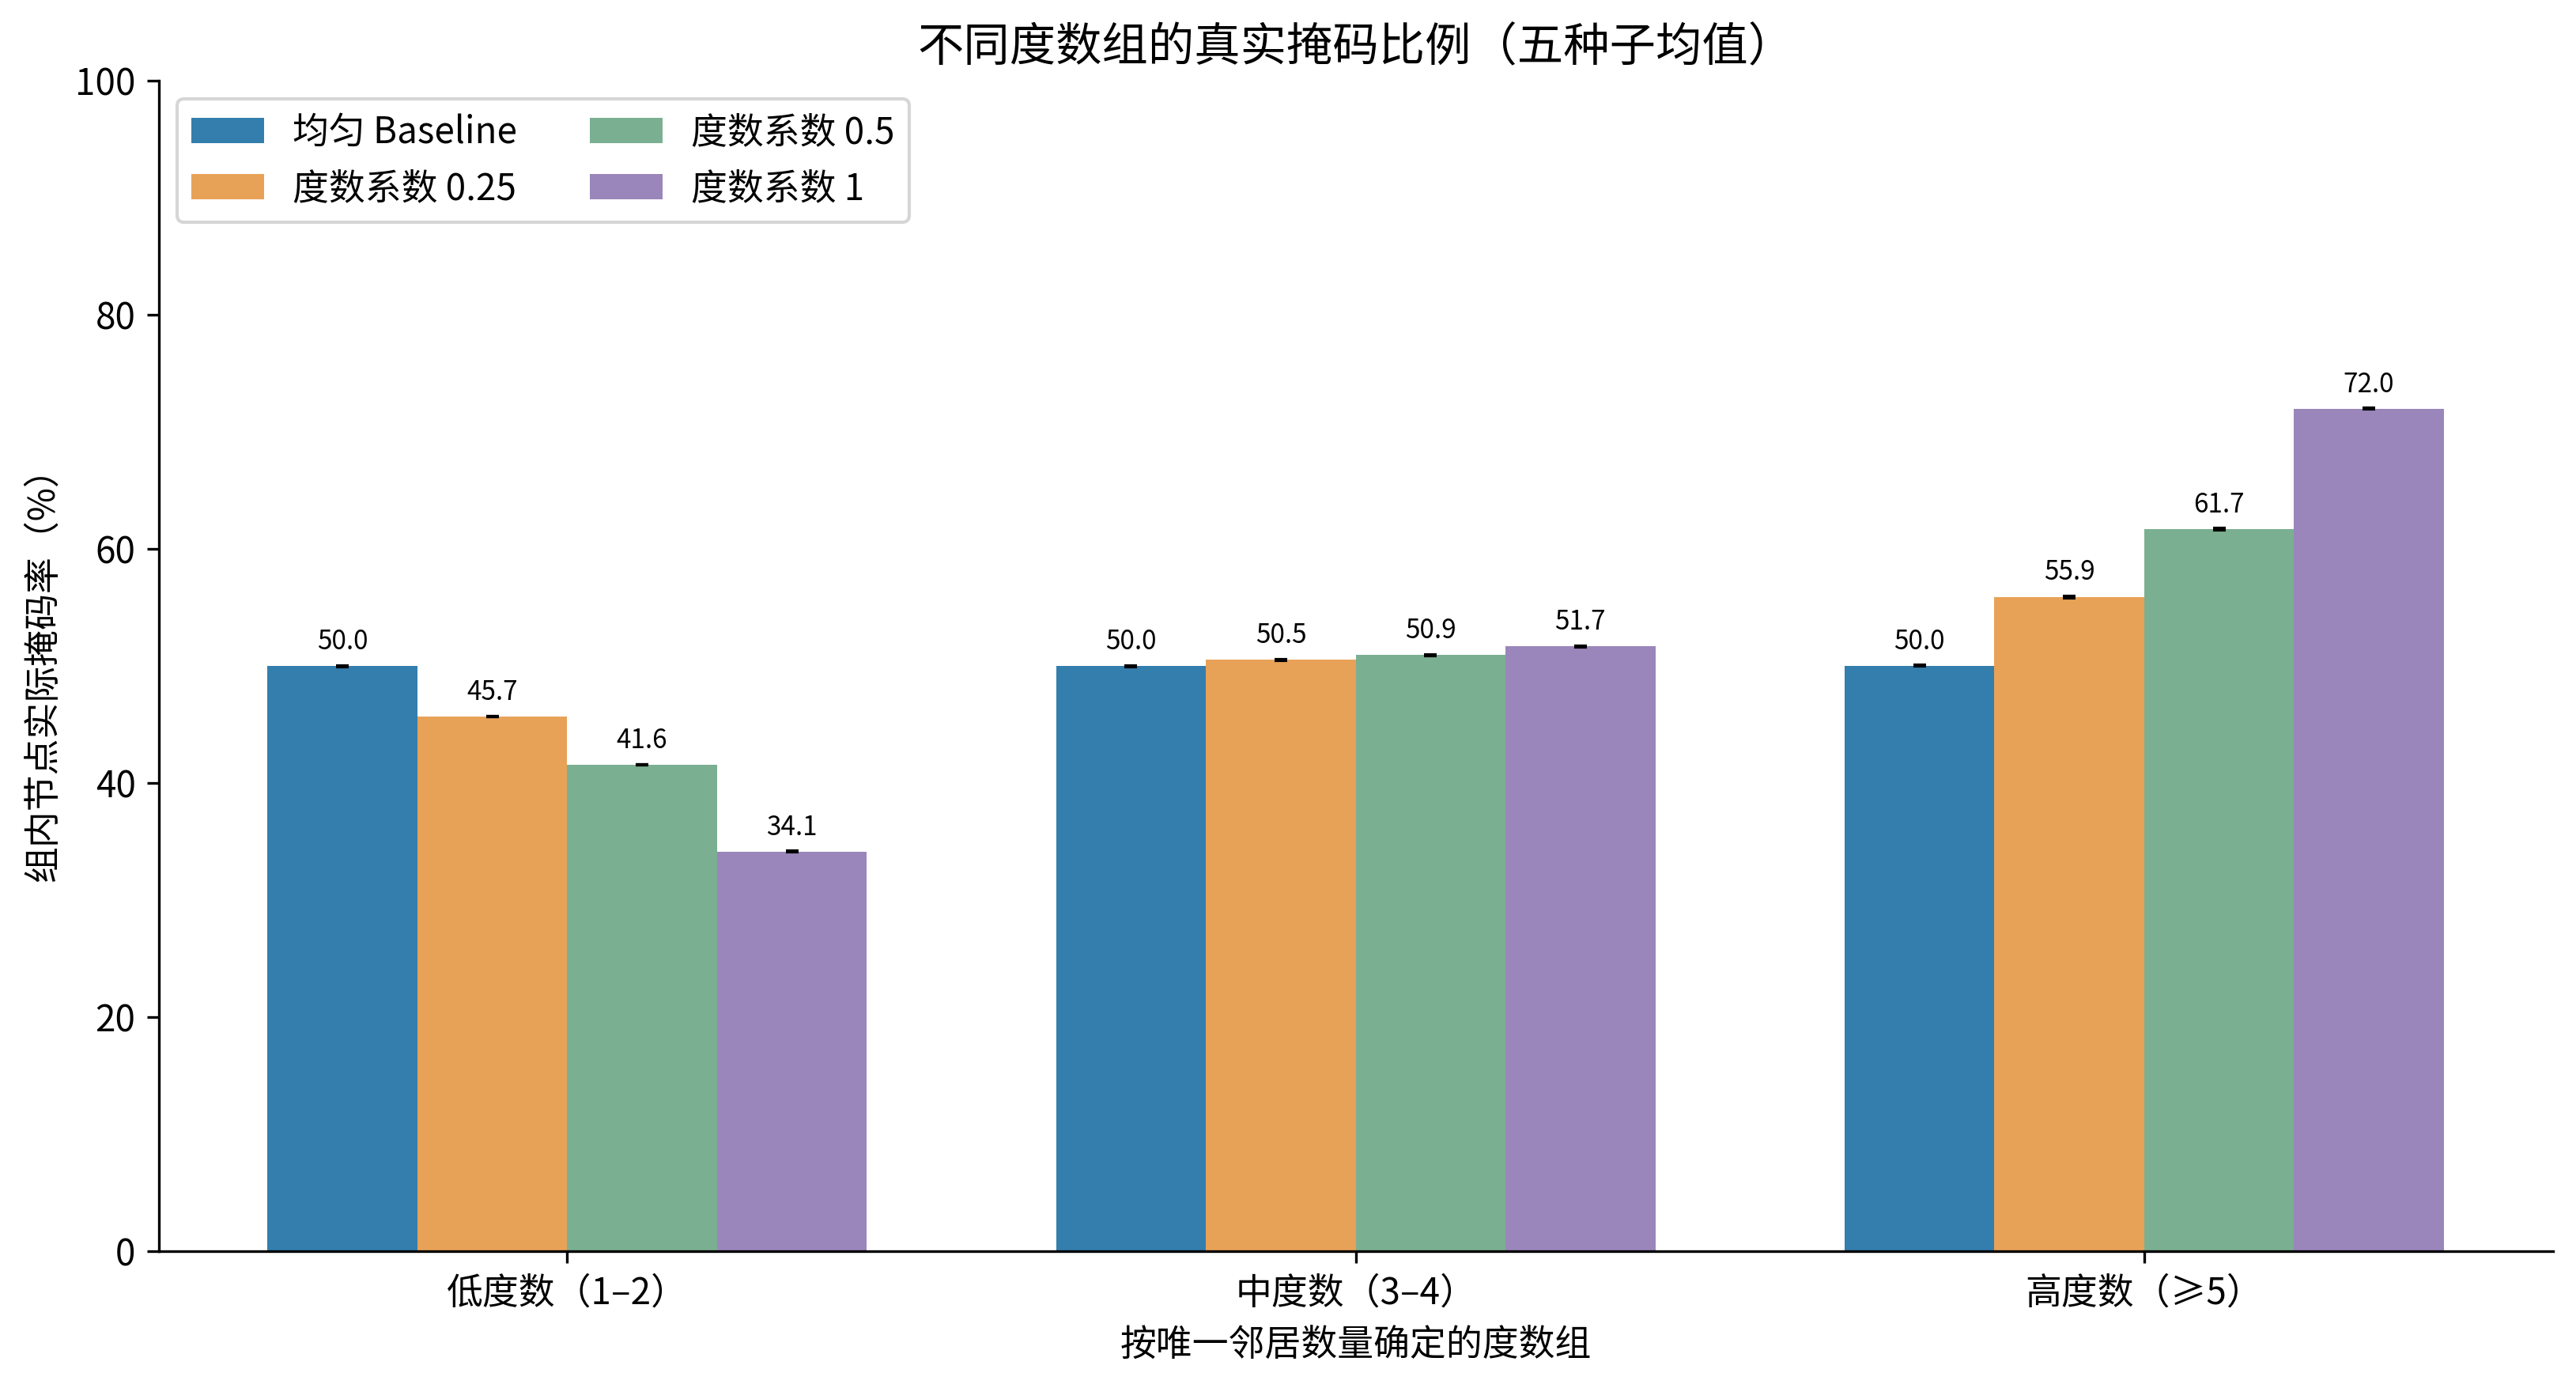 不同度数组的真实掩码比例（五种子均值）
均匀 Baseline
度数系数 0.25
度数系数 0.5
度数系数 1
组内节点实际掩码率（%）
100
80
60
40
20
0
50.0
45.7
41.6
34.1
50.0
50.5
50.9
51.7
50.0
55.9
61.7
72.0
低度数（1–2）
中度数（3–4）
高度数（≥5）
按唯一邻居数量确定的度数组